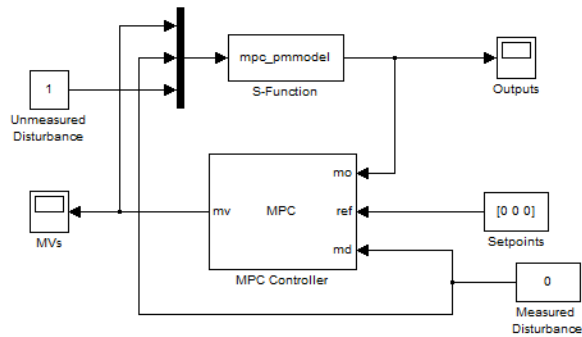 mpc_pmmodel
S-Function
Outputs
1
Unmeasured
Disturbance
mo
mv
MPC
ref
md
MPC Controller
MVs
[0 0 0]
Setpoints
0
Measured
Disturbance